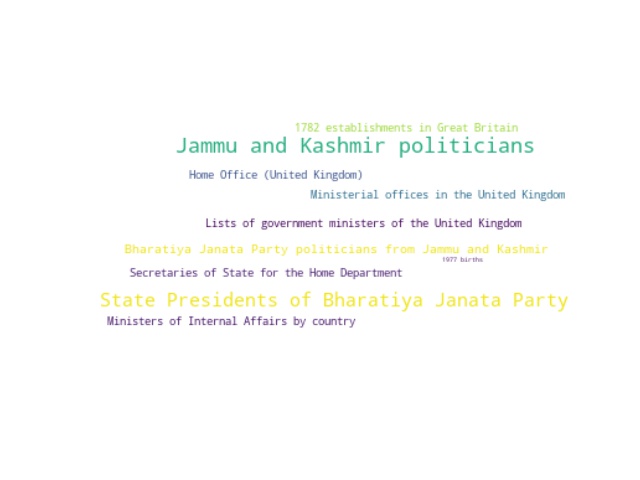 1782 establishments in Great Britain
Jammu and Kashmir politicians
Home Office (United Kingdom)
Ministerial offices in the United Kingdom
Lists of government ministers of the United Kingdom
Bharatiya Janata Party politicians from Jammu and Kashmir
1977 births
Secretaries of State for the Home Department
State Presidents of Bharatiya Janata Party
Ministers of Internal Affairs by country